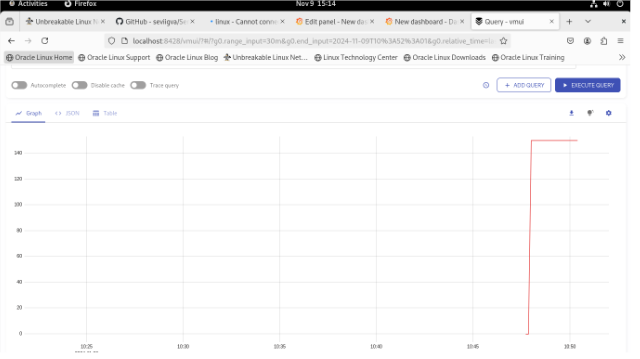 Activities Firefox Nov 9 15:14
Unbreakable Linux N GitHub - sevilgva/Se linux - Cannot conne Edit panel - New das New dashboard - Da Query - vmui
localhost:8428/vmui/?#/?g0.range_input=30m&g0.end_input=2024-11-09T10%3A52%3A01&g0.relative_time=la
Oracle Linux Home Oracle Linux Support Oracle Linux Blog Unbreakable Linux Net... Linux Technology Center Oracle Linux Downloads Oracle Linux Training
Autocomplete Disable cache Trace query + ADD QUERY EXECUTE QUERY
Graph JSON Table
140
120
100
80
60
40
20
0
10:25 10:30 10:35 10:40 10:45 10:50